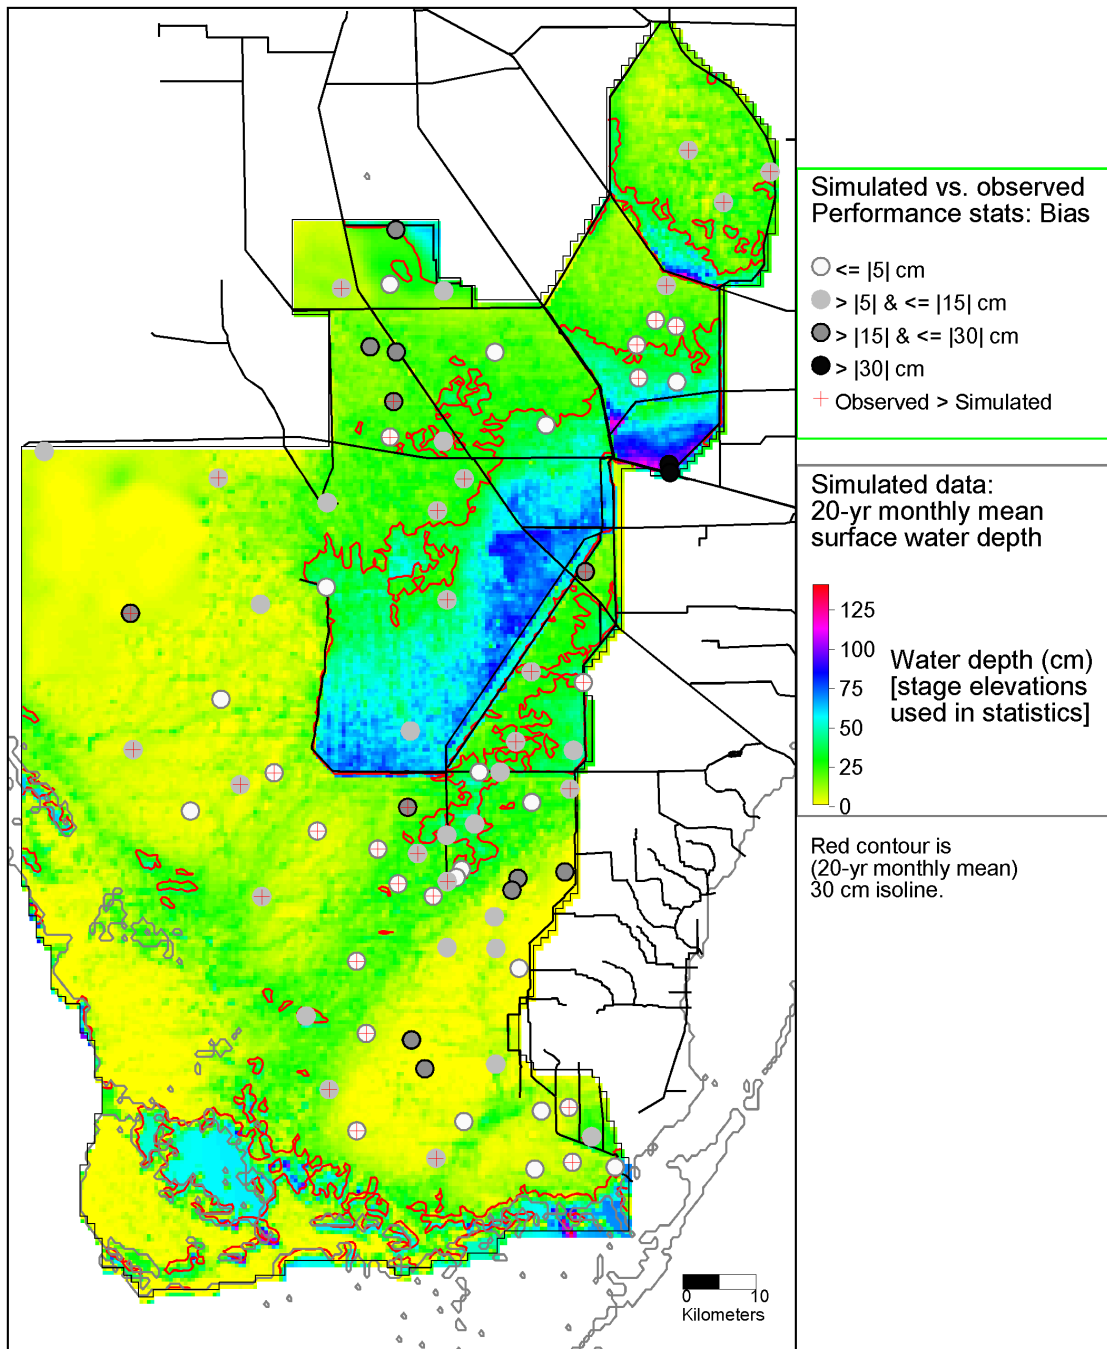 Simulated vs. observed
Performance stats: Bias
<= |5| cm
> |5| & <= |15| cm
> |15| & <= |30| cm
> |30| cm
Observed > Simulated
Simulated data:
20-yr monthly mean
surface water depth
125
100
75
50
25
0
Water depth (cm)
[stage elevations
used in statistics]
Red contour is
(20-yr monthly mean)
30 cm isoline.
0 10
Kilometers